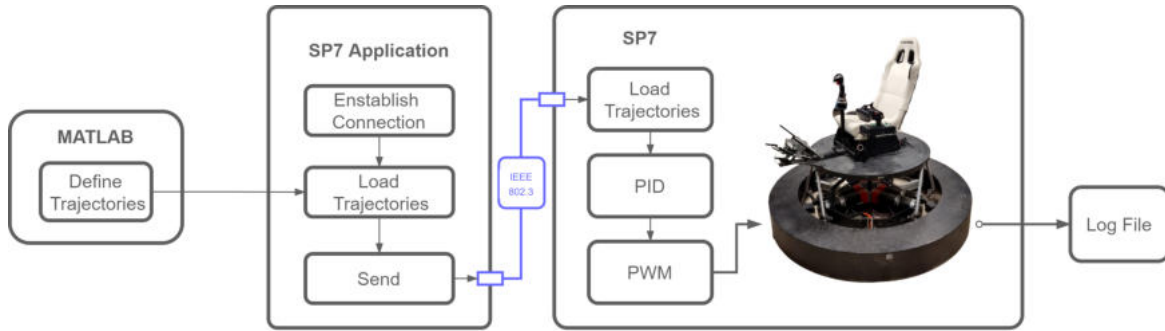 MATLAB
Define
Trajectories
SP7 Application
Enstablish
Connection
Load
Trajectories
Send
IEEE
802.3
SP7
Load
Trajectories
PID
PWM
Log File